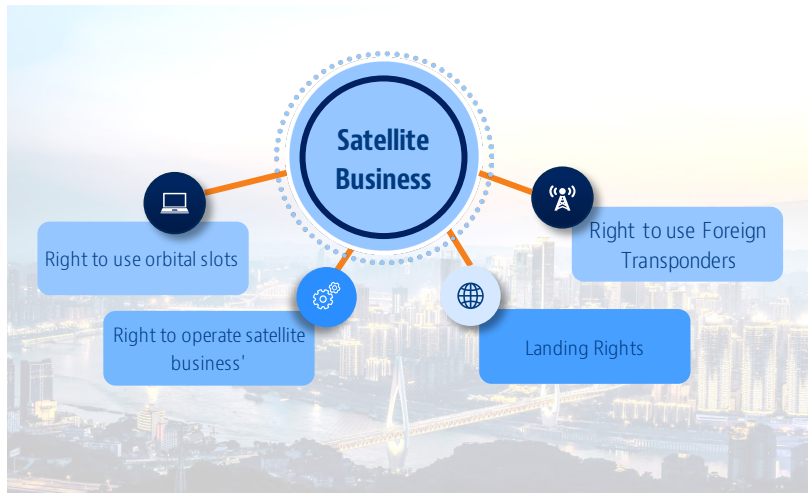 Satellite
Business
Right to use orbital slots
Right to operate satellite
business'
Landing Rights
Right to use Foreign
Transponders